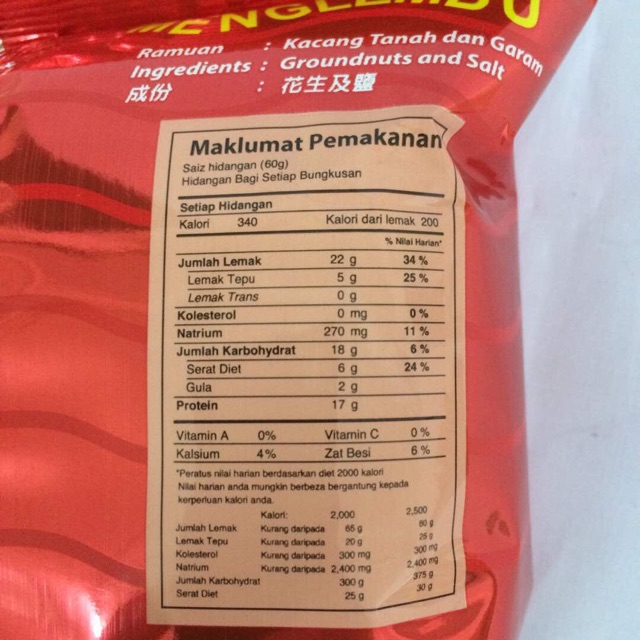 MENGLEMBU
Ramuan : Kacang Tanah dan Garam
Ingredients : Groundnuts and Salt
成份 : 花生及鹽
Maklumat Pemakanan
Saiz hidangan (60g)
Hidangan Bagi Setiap Bungkusan
Setiap Hidangan
Kalori 340 Kalori dari lemak 200
% Nilai Harian*
Jumlah Lemak 22 g 34 %
Lemak Tepu 5 g 25 %
Lemak Trans 0 g
Kolesterol 0 mg 0 %
Natrium 270 mg 11 %
Jumlah Karbohydrat 18 g 6 %
Serat Diet 6 g 24 %
Gula 2 g
Protein 17 g
Vitamin A 0% Vitamin C 0 %
Kalsium 4% Zat Besi 6 %
*Peratus nilai harian berdasarkan diet 2000 kalori
Nilai harian anda mungkin berbeza bergantung kepada
kerperluan kalori anda.
Kalori: 2,000 2,500
Jumlah Lemak Kurang daripada 65 g 80 g
Lemak Tepu Kurang daripada 20 g 25 g
Kolesterol Kurang daripada 300 mg 300 mg
Natrium Kurang daripada 2,400 mg 2,400 mg
Jumlah Karbohydrat 300 g 375 g
Serat Diet 25 g 30 g